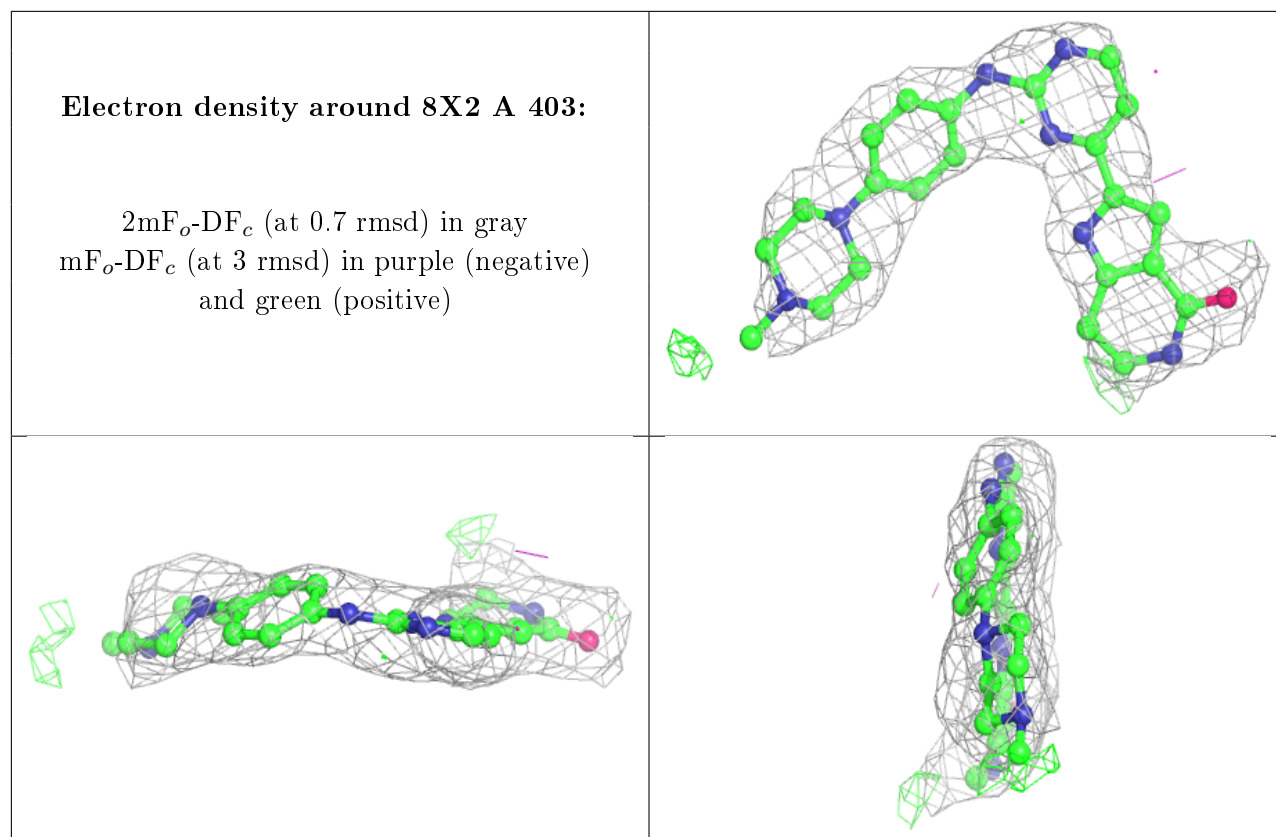 Electron density around 8X2 A 403:
2mFo-DFc (at 0.7 rmsd) in gray
mFo-DFc (at 3 rmsd) in purple (negative)
and green (positive)